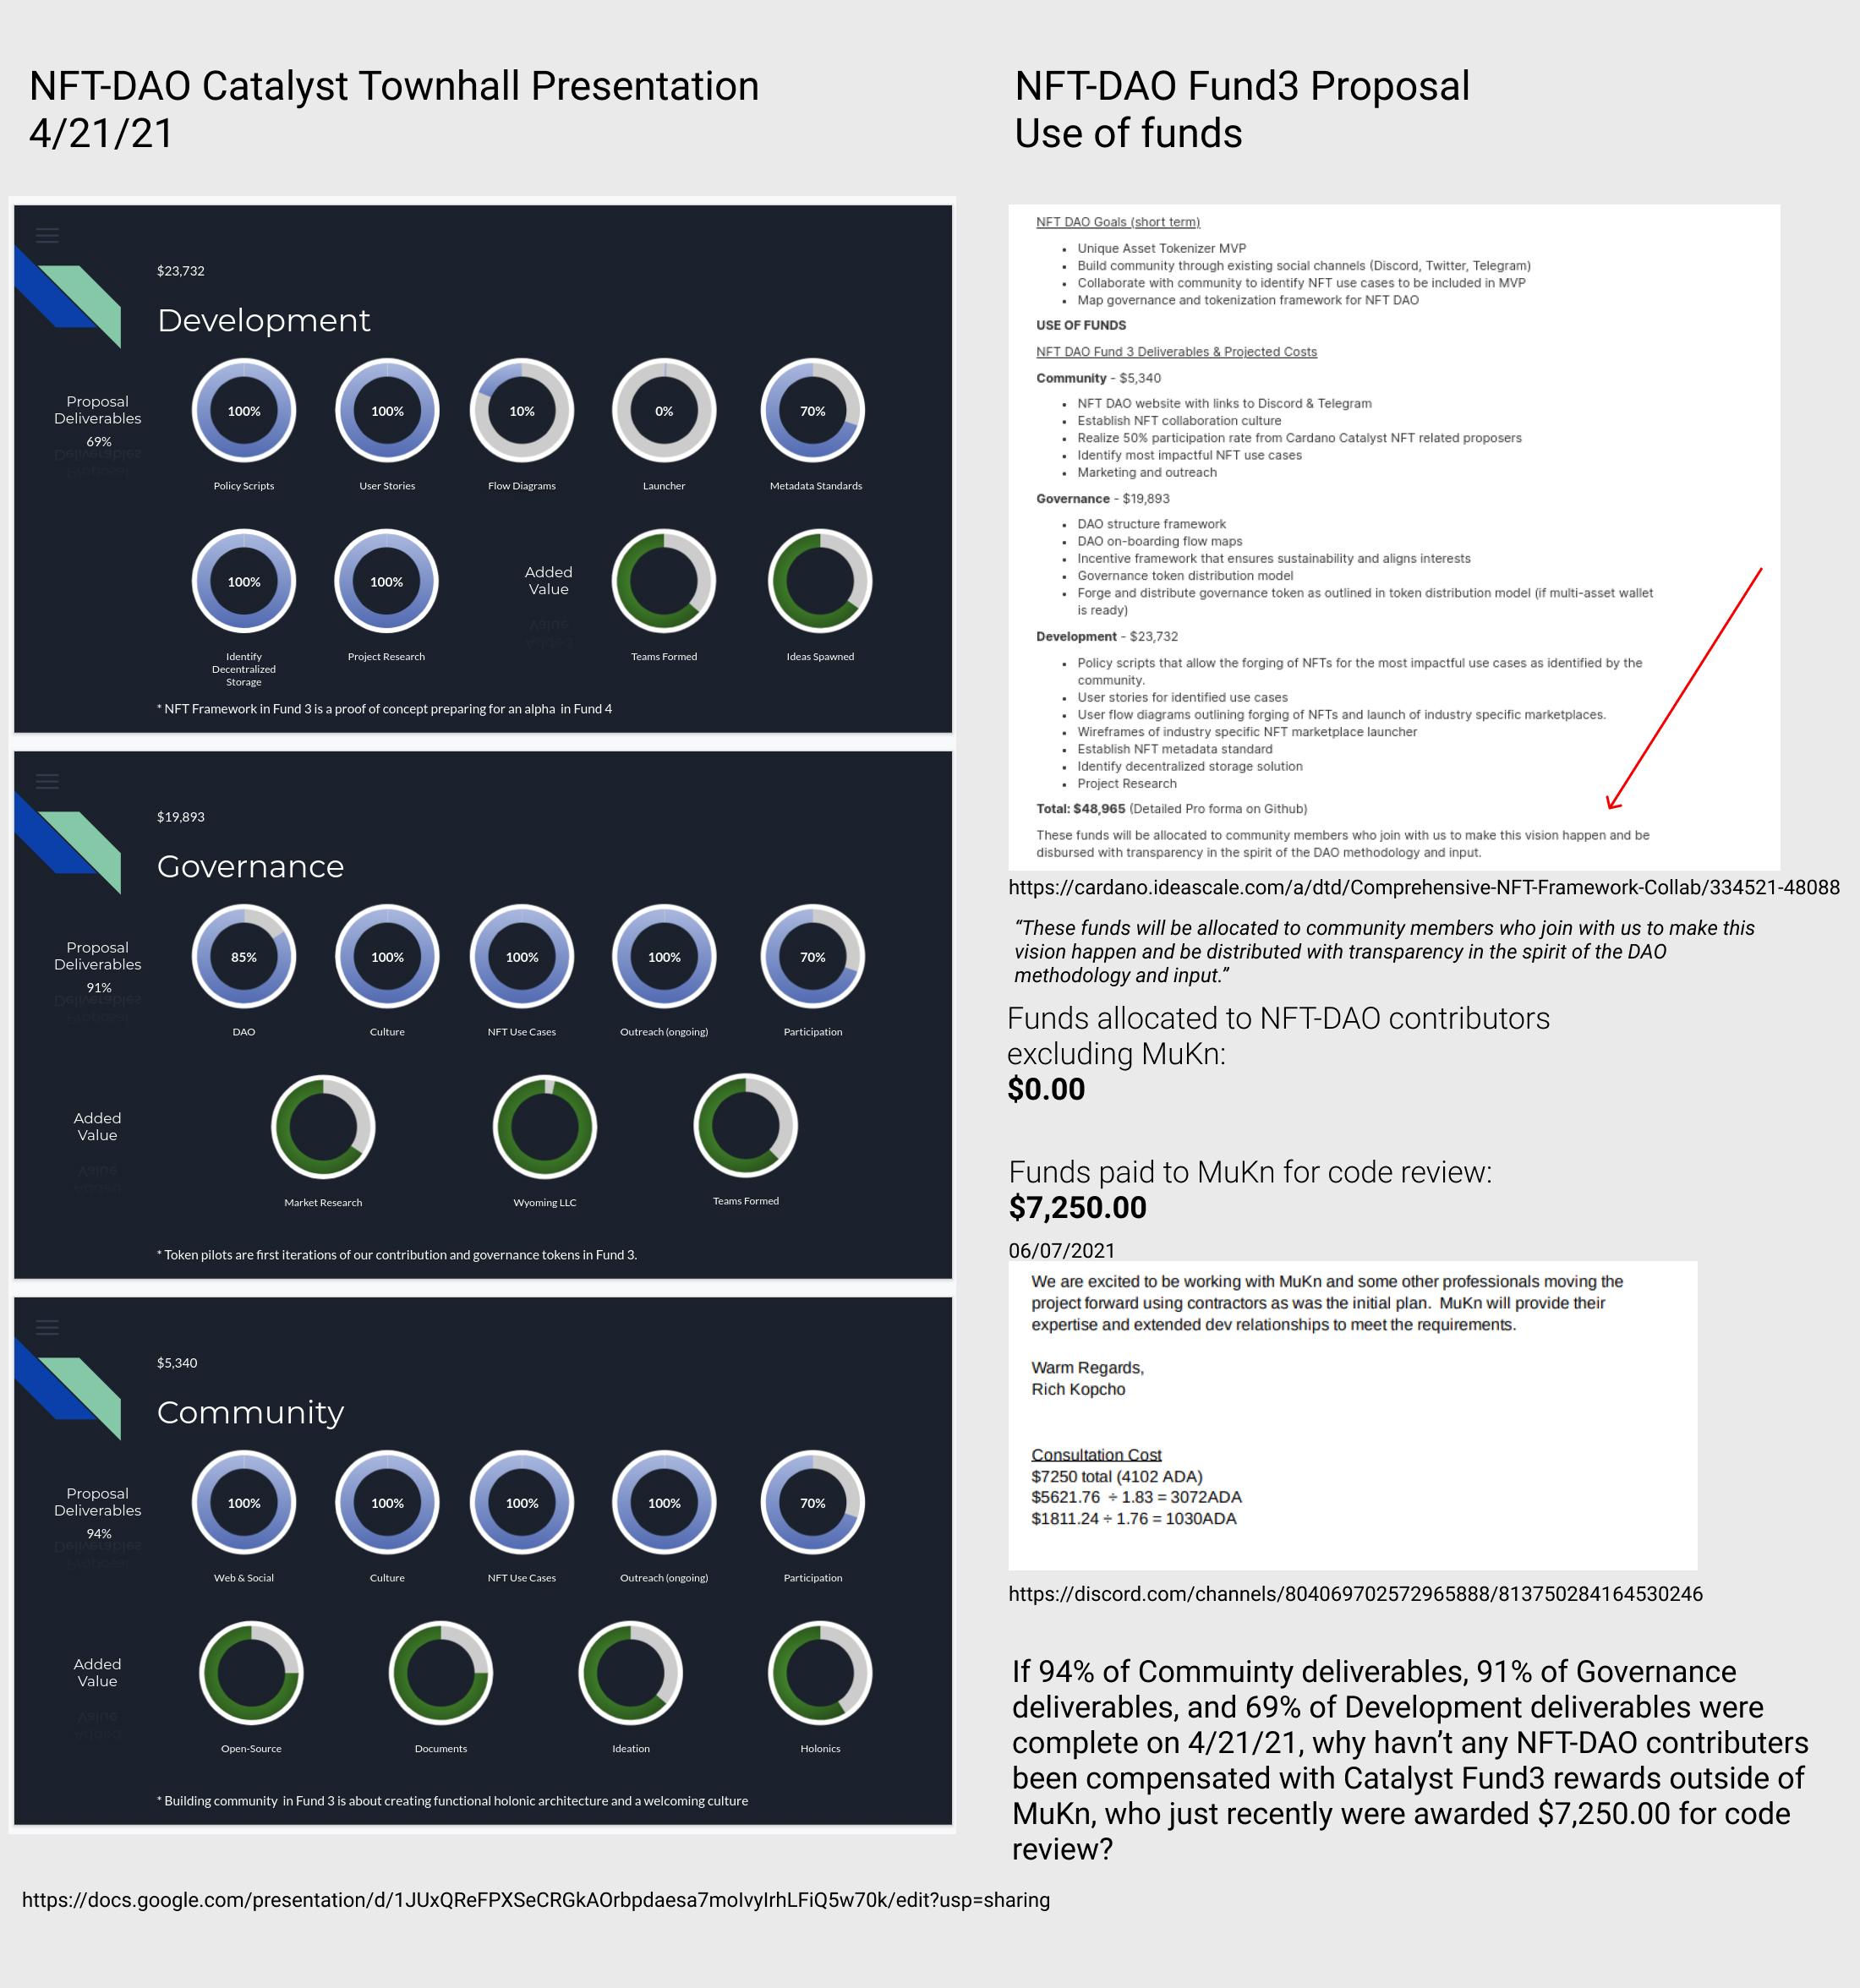 NFT-DAO Catalyst Townhall Presentation
4/21/21
$23,732
Development
Proposal
Deliverables
69%
100%
100%
10%
0%
70%
Policy Scripts
User Stories
Flow Diagrams
Launcher
Metadata Standards
100%
100%
Added
Value
Identify
Decentralized
Storage
Project Research
Teams Formed
Ideas Spawned
* NFT Framework in Fund 3 is a proof of concept preparing for an alpha in Fund 4
$19,893
Governance
Proposal
Deliverables
91%
85%
100%
100%
100%
70%
DAO
Culture
NFT Use Cases
Outreach (ongoing)
Participation
Added
Value
Market Research
Wyoming LLC
Teams Formed
* Token pilots are first iterations of our contribution and governance tokens in Fund 3.
$5,340
Community
Proposal
Deliverables
94%
100%
100%
100%
100%
70%
Web & Social
Culture
NFT Use Cases
Outreach (ongoing)
Participation
Added
Value
Open-Source
Documents
Ideation
Holonics
* Building community in Fund 3 is about creating functional holonic architecture and a welcoming culture
https://docs.google.com/presentation/d/1JUxQReFPXSeCRGkAOrbpdaesa7moIvyIrhLFiQ5w70k/edit?usp=sharing
NFT-DAO Fund3 Proposal
Use of funds
NFT DAO Goals (short term)
• Unique Asset Tokenizer MVP
• Build community through existing social channels (Discord, Twitter, Telegram)
• Collaborate with community to identify NFT use cases to be included in MVP
• Map governance and tokenization framework for NFT DAO
USE OF FUNDS
NFT DAO Fund 3 Deliverables & Projected Costs
Community - $5,340
• NFT DAO website with links to Discord & Telegram
• Establish NFT collaboration culture
• Realize 50% participation rate from Cardano Catalyst NFT related proposers
• Identify most impactful NFT use cases
• Marketing and outreach
Governance - $19,893
• DAO structure framework
• DAO on-boarding flow maps
• Incentive framework that ensures sustainability and aligns interests
• Governance token distribution model
• Forge and distribute governance token as outlined in token distribution model (if multi-asset wallet
is ready)
Development - $23,732
• Policy scripts that allow the forging of NFTs for the most impactful use cases as identified by the
community.
• User stories for identified use cases
• User flow diagrams outlining forging of NFTs and launch of industry specific marketplaces.
• Wireframes of industry specific NFT marketplace launcher
• Establish NFT metadata standard
• Identify decentralized storage solution
• Project Research
Total: $48,965 (Detailed Pro forma on Github)
These funds will be allocated to community members who join with us to make this vision happen and be
disbursed with transparency in the spirit of the DAO methodology and input.
https://cardano.ideascale.com/a/dtd/Comprehensive-NFT-Framework-Collab/334521-48088
“These funds will be allocated to community members who join with us to make this
vision happen and be distributed with transparency in the spirit of the DAO
methodology and input.”
Funds allocated to NFT-DAO contributors
excluding MuKn:
$0.00
Funds paid to MuKn for code review:
$7,250.00
06/07/2021
We are excited to be working with MuKn and some other professionals moving the
project forward using contractors as was the initial plan. MuKn will provide their
expertise and extended dev relationships to meet the requirements.
Warm Regards,
Rich Kopcho
Consultation Cost
$7250 total (4102 ADA)
$5621.76 ÷ 1.83 = 3072ADA
$1811.24 ÷ 1.76 = 1030ADA
https://discord.com/channels/804069702572965888/813750284164530246
If 94% of Commuinty deliverables, 91% of Governance
deliverables, and 69% of Development deliverables were
complete on 4/21/21, why havn’t any NFT-DAO contributers
been compensated with Catalyst Fund3 rewards outside of
MuKn, who just recently were awarded $7,250.00 for code
review?